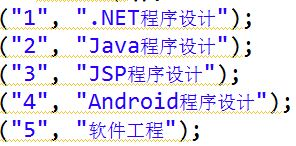 ("1", ".NET程序设计");
("2", "Java程序设计");
("3", "JSP程序设计");
("4", "Android程序设计");
("5", "软件工程");